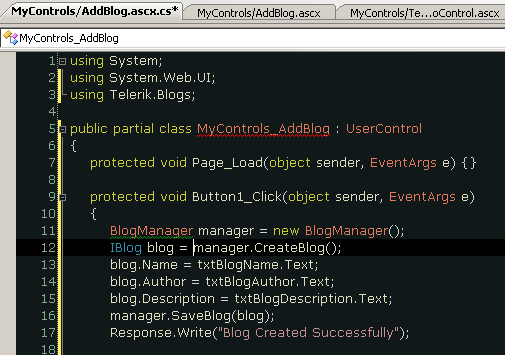 MyControls/AddBlog.ascx.cs* MyControls/AddBlog.ascx MyControls/Te...oControl.ascx
MyControls_AddBlog
1 using System;
2 using System.Web.UI;
3 using Telerik.Blogs;
4
5 public partial class MyControls_AddBlog : UserControl
6 {
7 protected void Page_Load(object sender, EventArgs e) {}
8
9 protected void Button1_Click(object sender, EventArgs e)
10 {
11 BlogManager manager = new BlogManager();
12 IBlog blog = manager.CreateBlog();
13 blog.Name = txtBlogName.Text;
14 blog.Author = txtBlogAuthor.Text;
15 blog.Description = txtBlogDescription.Text;
16 manager.SaveBlog(blog);
17 Response.Write("Blog Created Successfully");
18